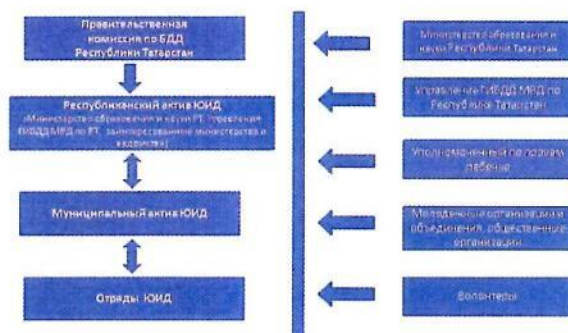 Правительственная
комиссия по БДД
Республики Татарстан
Республиканский актив ЮИД
(Министерство образования и науки РТ, Управления
ГИБДД МВД по РТ, заинтересованные министерства и
ведомства)
Муниципальный актив ЮИД
Отряды ЮИД
Министерство образования и
науки Республики Татарстан
Управление ГИБДД МВД по
Республике Татарстан
Уполномоченный по правам
ребенка
Молодежные организации и
объединения, общественные
организации
Волонтеры